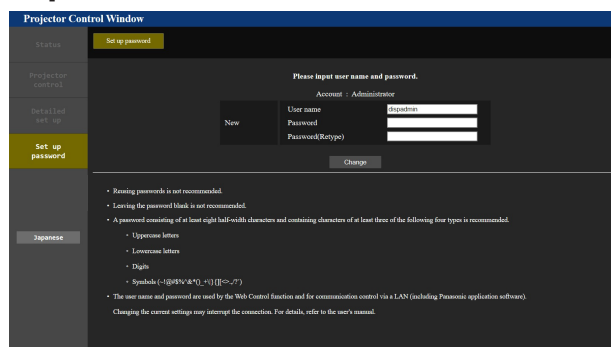 Projector Control Window
Status
Set up password
Projector
control
Detailed
set up
Set up
password
Japanese
Please input user name and password.
Account : Administrator
New
User name
dispadmin
Password
Password(Retype)
Change
• Reusing passwords is not recommended.
• Leaving the password blank is not recommended.
• A password consisting of at least eight half-width characters and containing characters of at least three of the following four types is recommended.
• Uppercase letters
• Lowercase letters
• Digits
• Symbols (~!@#$%^&*()_+\|{}[]<>.,/?')
• The user name and password are used by the Web Control function and for communication control via a LAN (including Panasonic application software).
Changing the current settings may interrupt the connection. For details, refer to the user's manual.